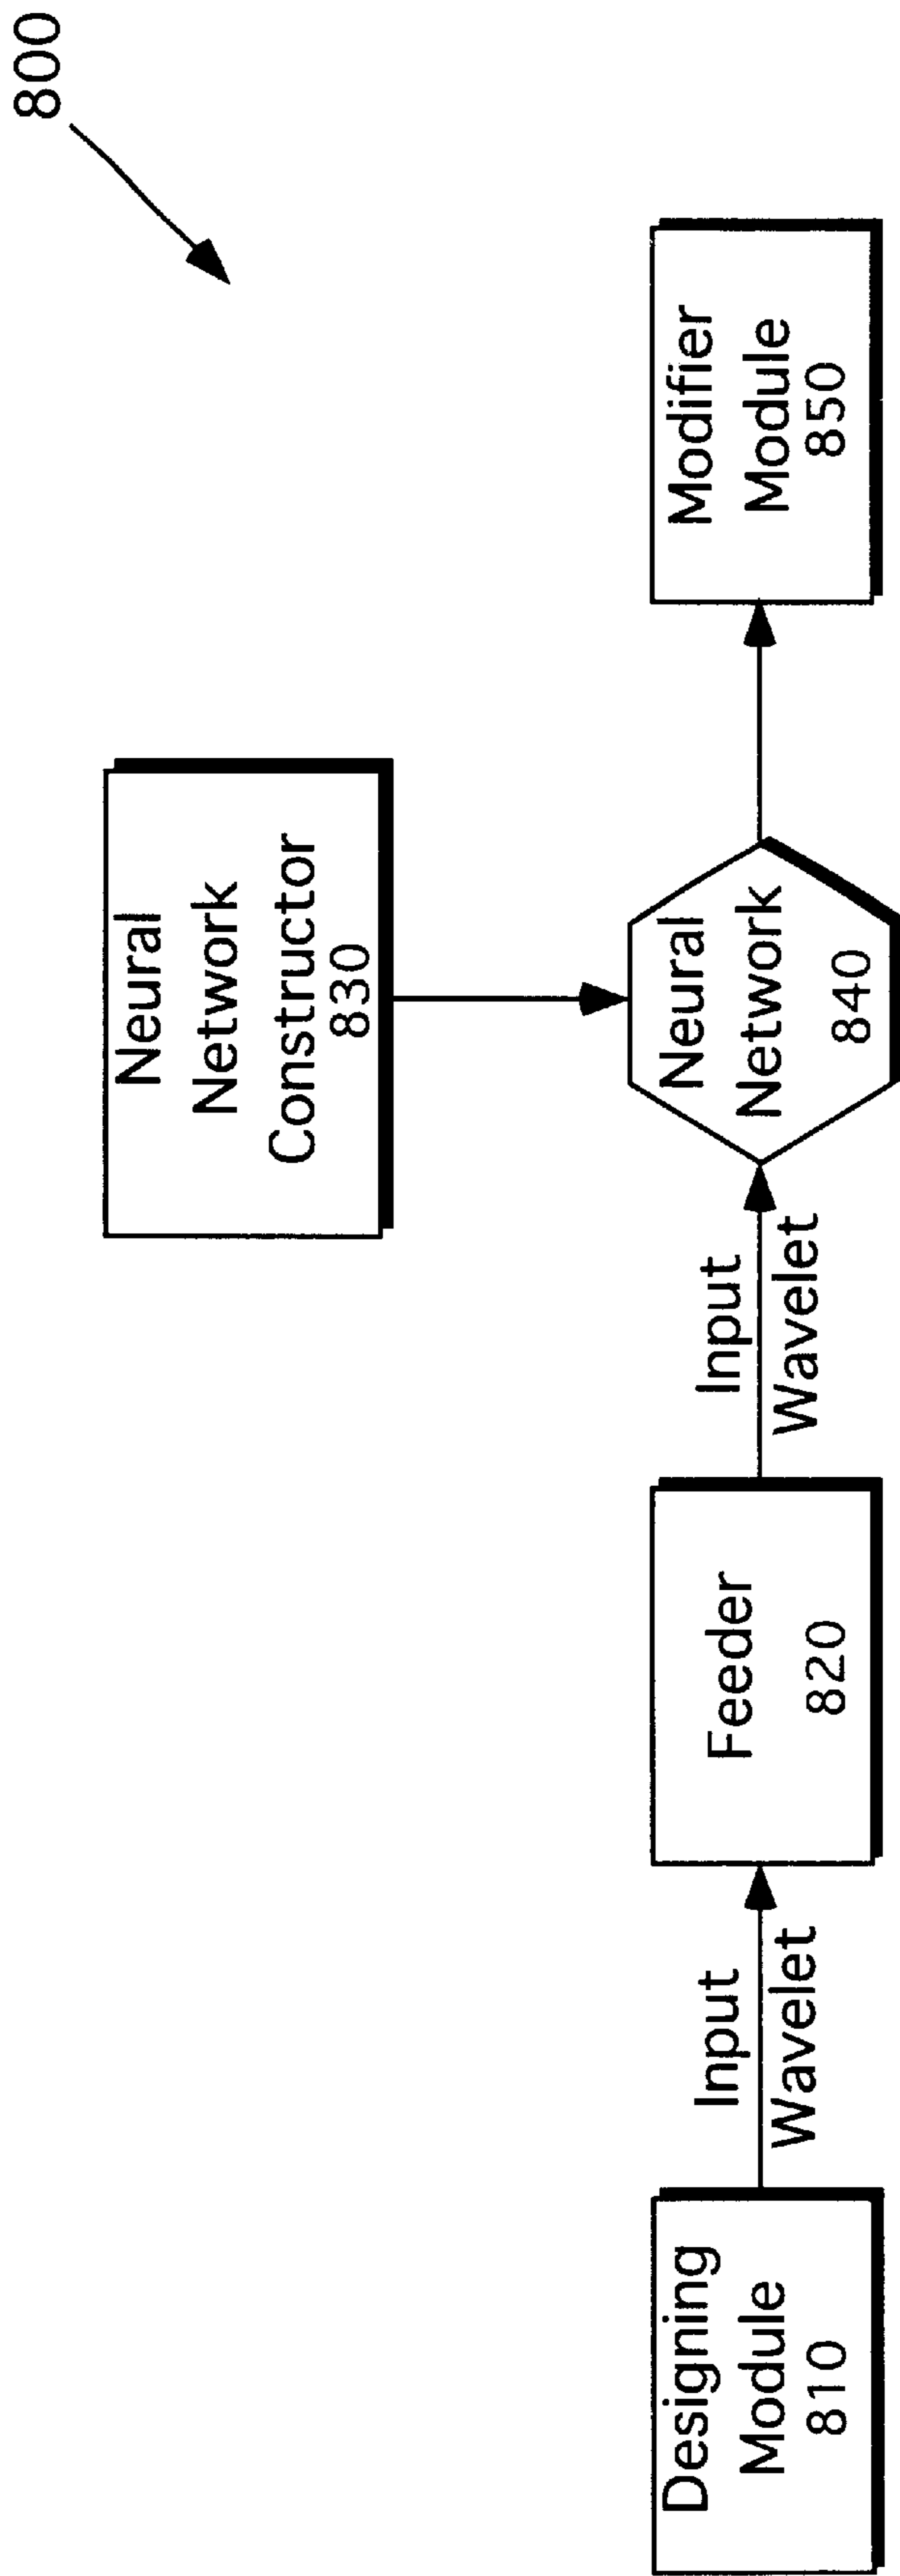 800
Neural
Network
Constructor
830
Designing
Module
810
Input
Wavelet
Feeder
820
Input
Wavelet
Neural
Network
840
Modifier
Module
850